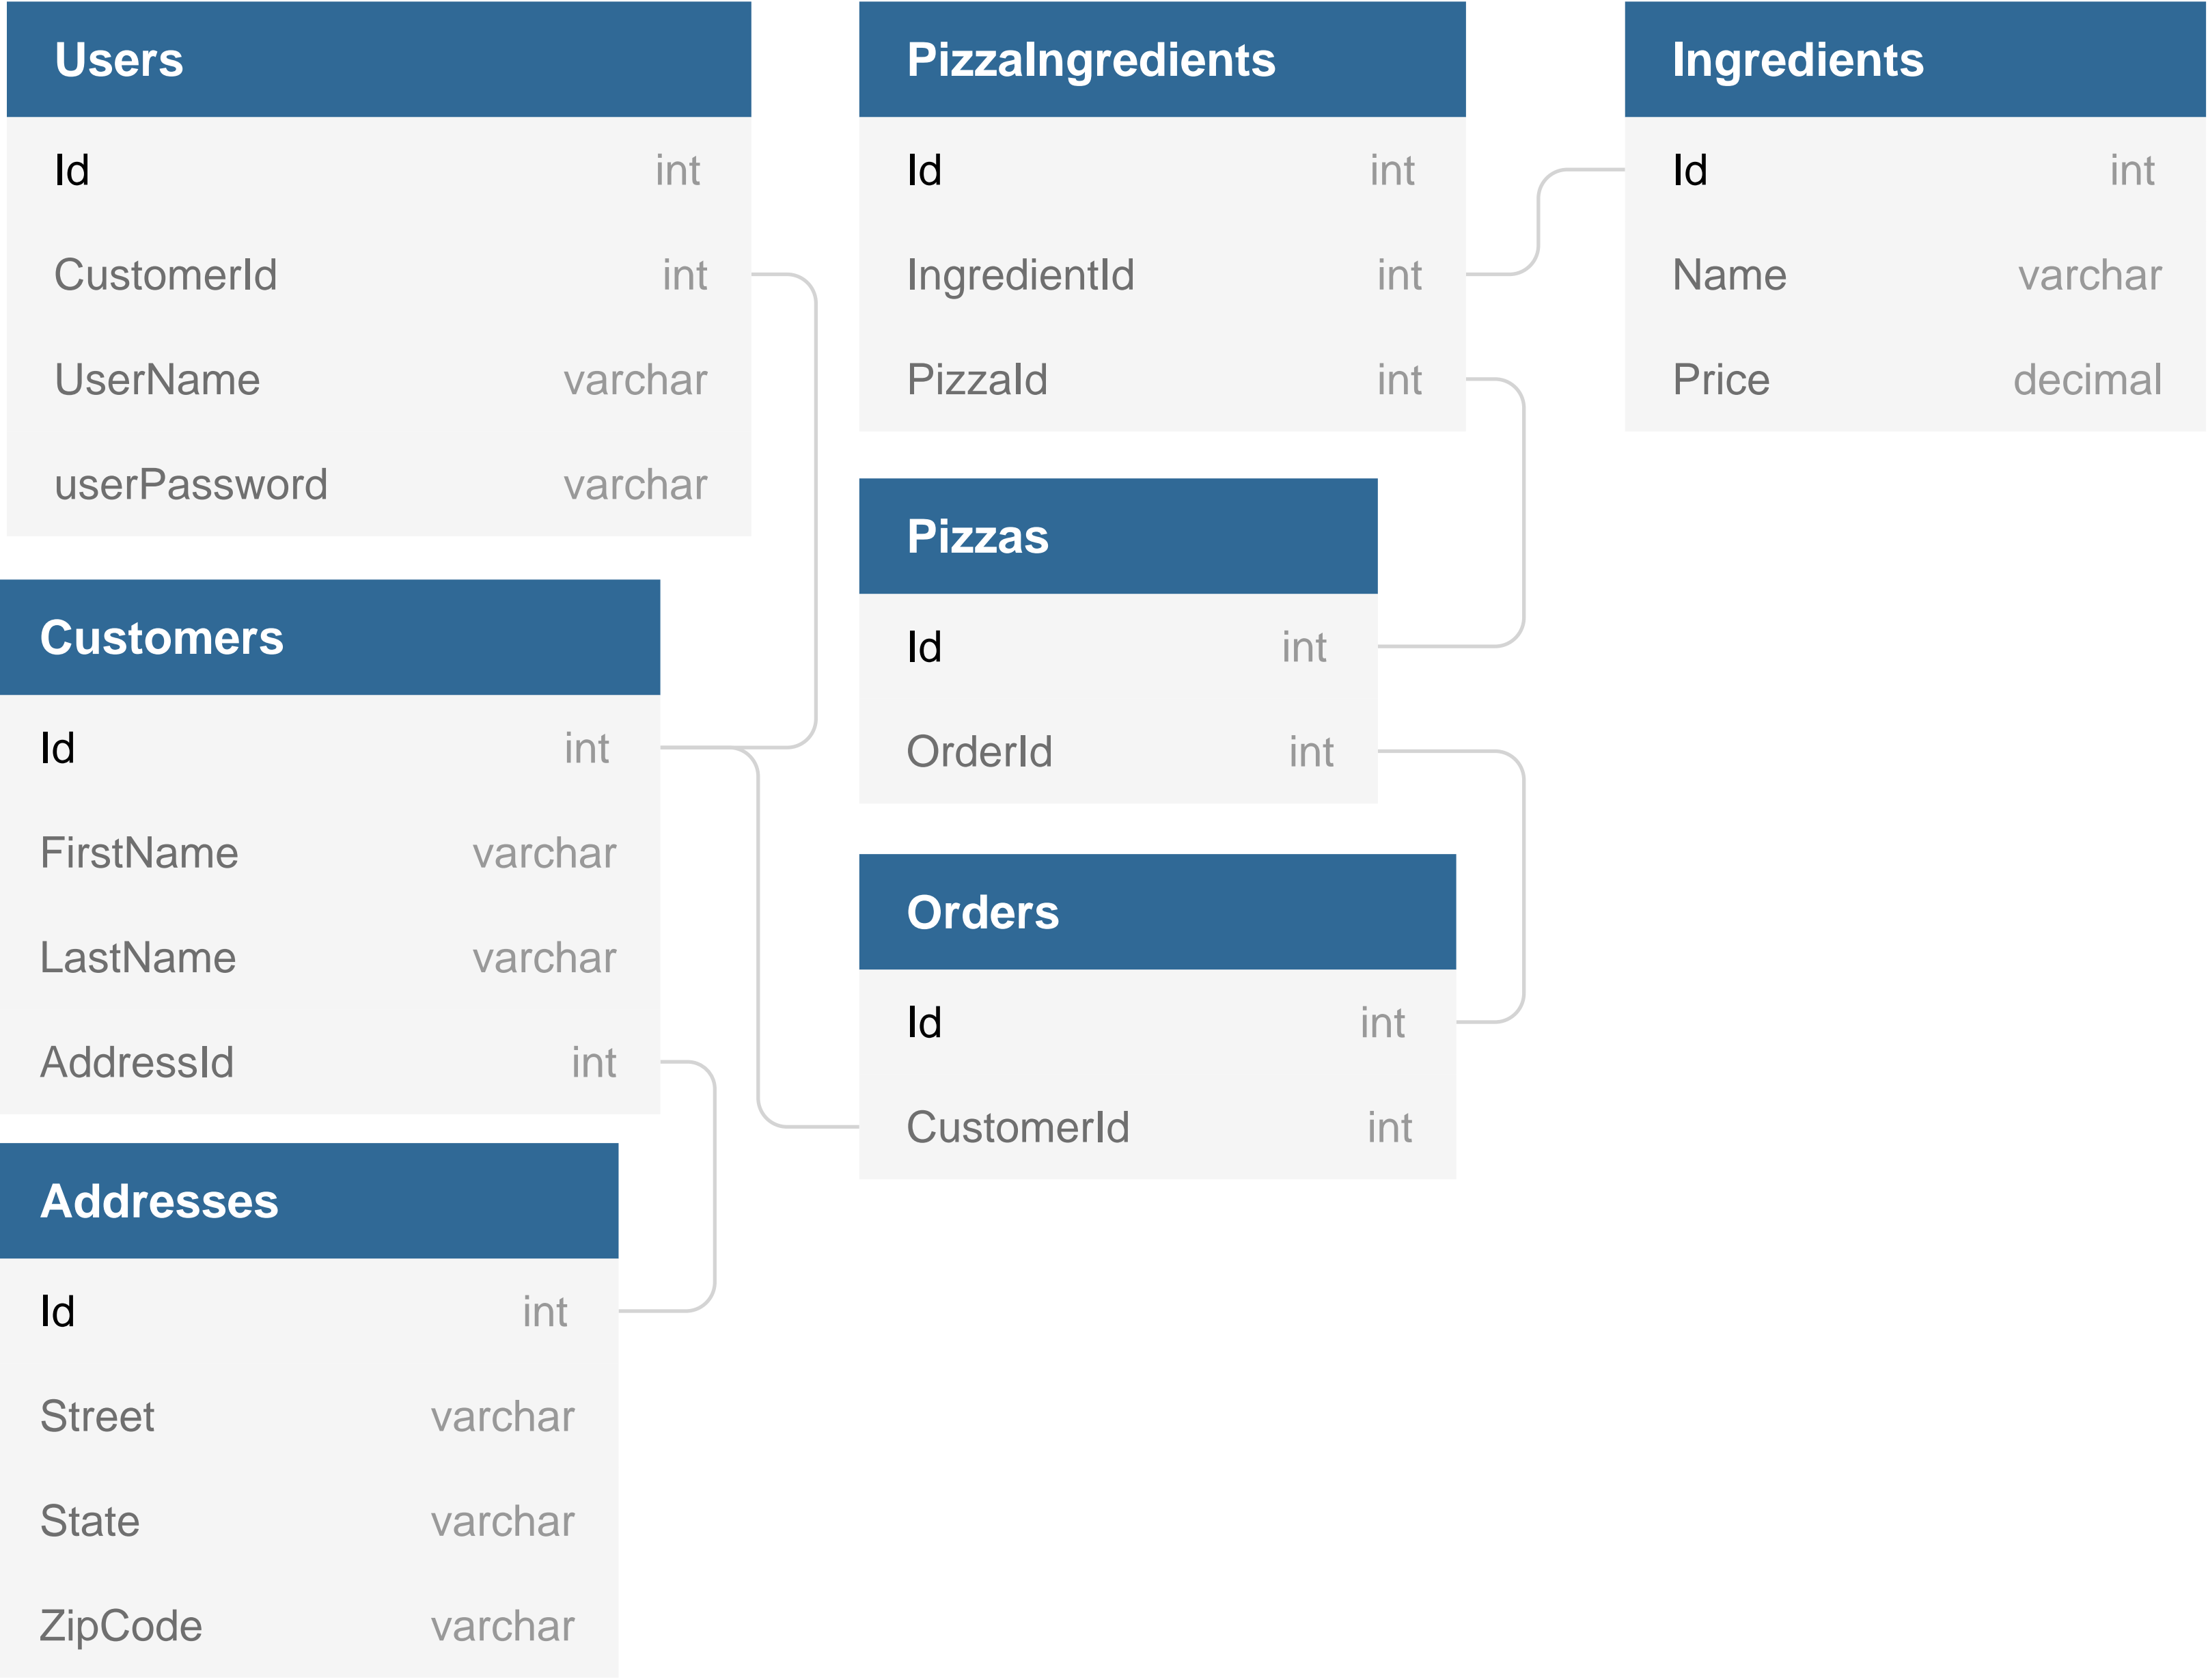 Users
Id int
CustomerId int
UserName varchar
userPassword varchar
Customers
Id int
FirstName varchar
LastName varchar
AddressId int
Addresses
Id int
Street varchar
State varchar
ZipCode varchar
PizzaIngredients
Id int
IngredientId int
PizzaId int
Pizzas
Id int
OrderId int
Orders
Id int
CustomerId int
Ingredients
Id int
Name varchar
Price decimal